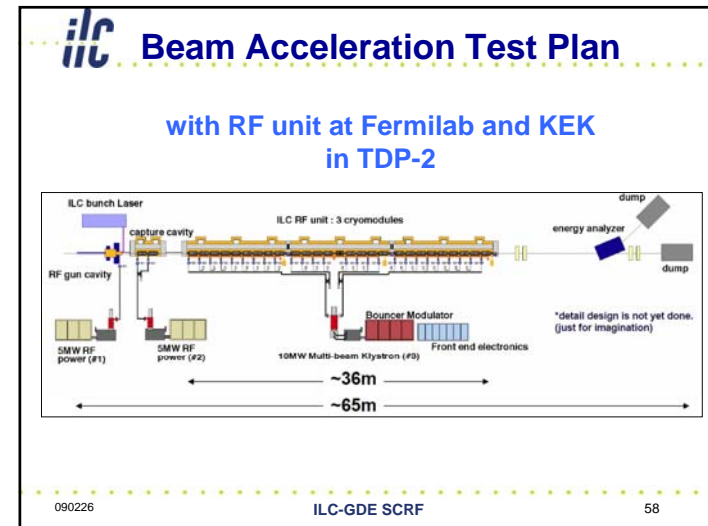 ilc Beam Acceleration Test Plan
with RF unit at Fermilab and KEK
in TDP-2
ILC bunch Laser
capture cavity
ILC RF unit : 3 cryomodules
dump
energy analyzer
RF gun cavity
dump
Bouncer Modulator
*detail design is not yet done.
(just for imagination)
5MW RF
power (#1)
5MW RF
power (#2)
10MW Multi-beam Klystron (#3)
Front end electronics
~36m
~65m
090226
ILC-GDE SCRF
58